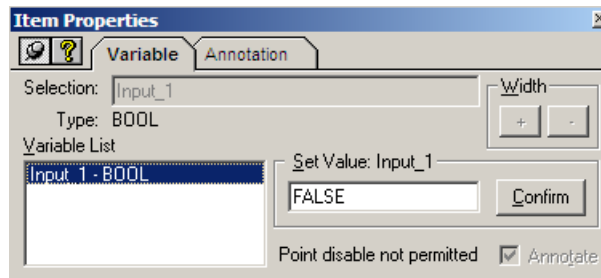 Item Properties
Variable Annotation
Selection: Input_1 Width
Type: BOOL + -
Variable List
Input_1 - BOOL
Set Value: Input_1
FALSE Confirm
Point disable not permitted Annotate